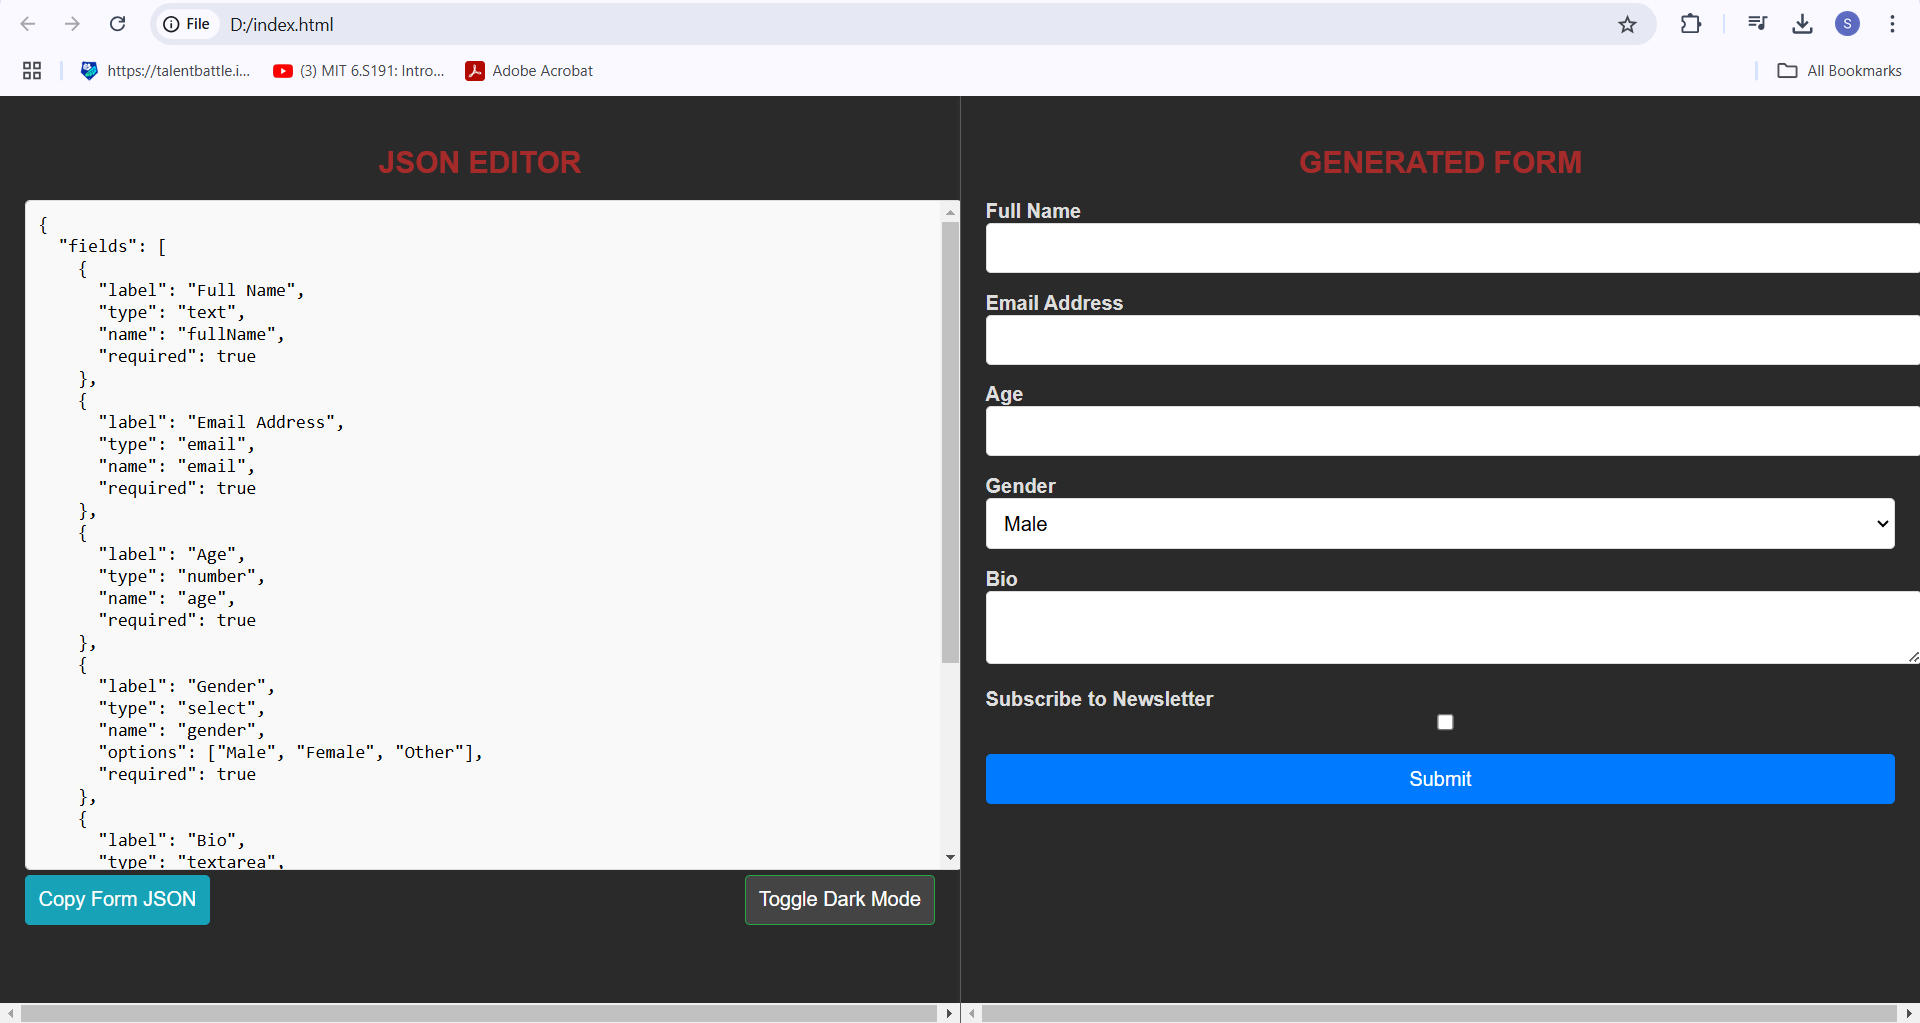 File D:/index.html S
https://talentbattle.i... (3) MIT 6.S191: Intro... Adobe Acrobat All Bookmarks
JSON EDITOR
{
  "fields": [
    {
      "label": "Full Name",
      "type": "text",
      "name": "fullName",
      "required": true
    },
    {
      "label": "Email Address",
      "type": "email",
      "name": "email",
      "required": true
    },
    {
      "label": "Age",
      "type": "number",
      "name": "age",
      "required": true
    },
    {
      "label": "Gender",
      "type": "select",
      "name": "gender",
      "options": ["Male", "Female", "Other"],
      "required": true
    },
    {
      "label": "Bio",
      "type": "textarea",
Copy Form JSON
Toggle Dark Mode
GENERATED FORM
Full Name
Email Address
Age
Gender
Male
Bio
Subscribe to Newsletter
Submit